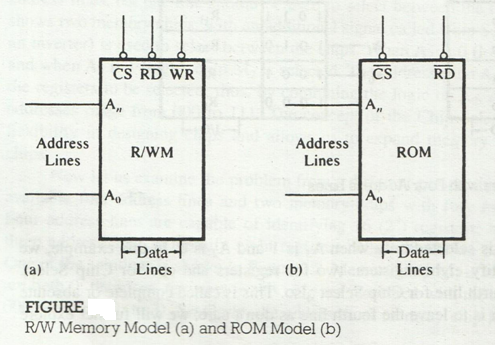 CS RD WR
An
Address
Lines
R/WM
A0
Data
Lines
(a)
CS RD
An
Address
Lines
ROM
A0
Data
Lines
(b)
FIGURE
R/W Memory Model (a) and ROM Model (b)